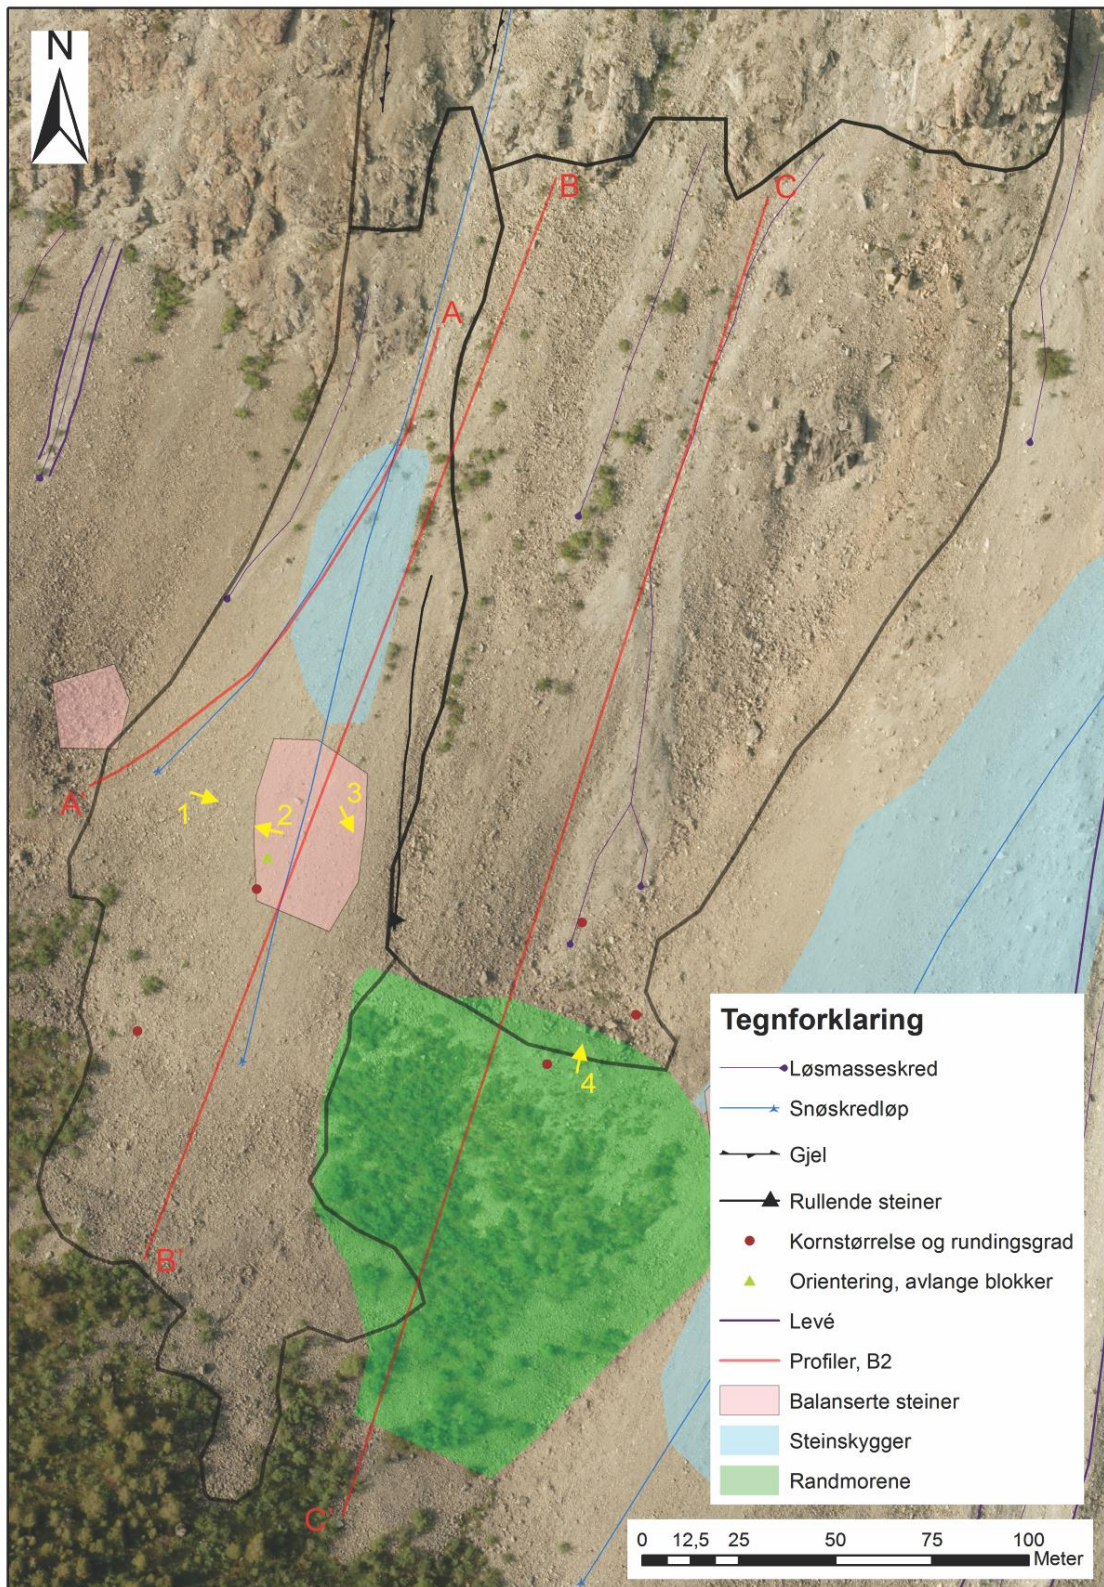 N
B
C
A
A'
1
2
3
4
B'
C'
Tegnforklaring
Løsmasseskred
Snøskredløp
Gjel
Rullende steiner
Kornstørrelse og rundingsgrad
Orientering, avlange blokker
Levé
Profiler, B2
Balanserte steiner
Steinskygger
Randmorene
0 12,5 25 50 75 100
Meter